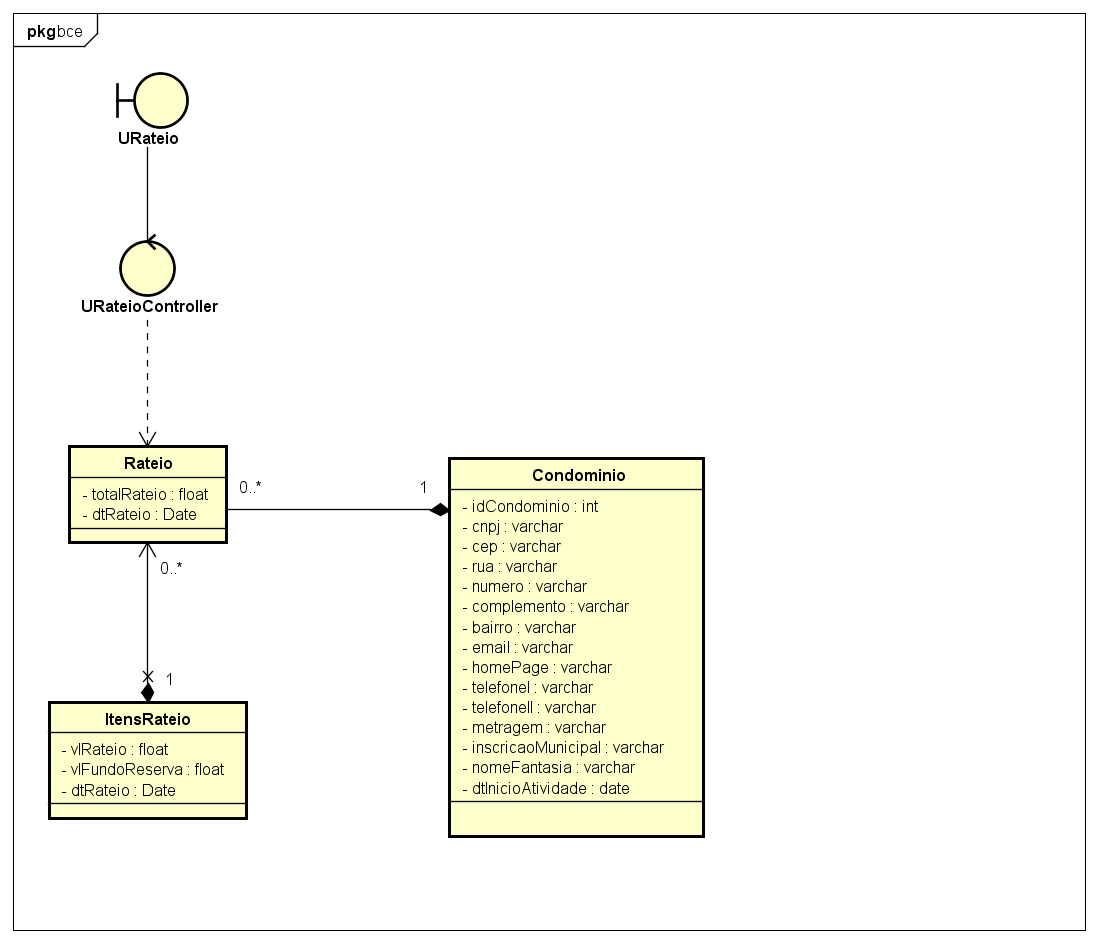 pkg bce
URateio
URateioController
Rateio
- totalRateio : float
- dtRateio : Date
0..*
1
0..*
Condominio
- idCondominio : int
- cnpj : varchar
- cep : varchar
- rua : varchar
- numero : varchar
- complemento : varchar
- bairro : varchar
- email : varchar
- homePage : varchar
- telefoneI : varchar
- telefoneII : varchar
- metragem : varchar
- inscricaoMunicipal : varchar
- nomeFantasia : varchar
- dtInicioAtividade : date
1
ItensRateio
- vlRateio : float
- vlFundoReserva : float
- dtRateio : Date